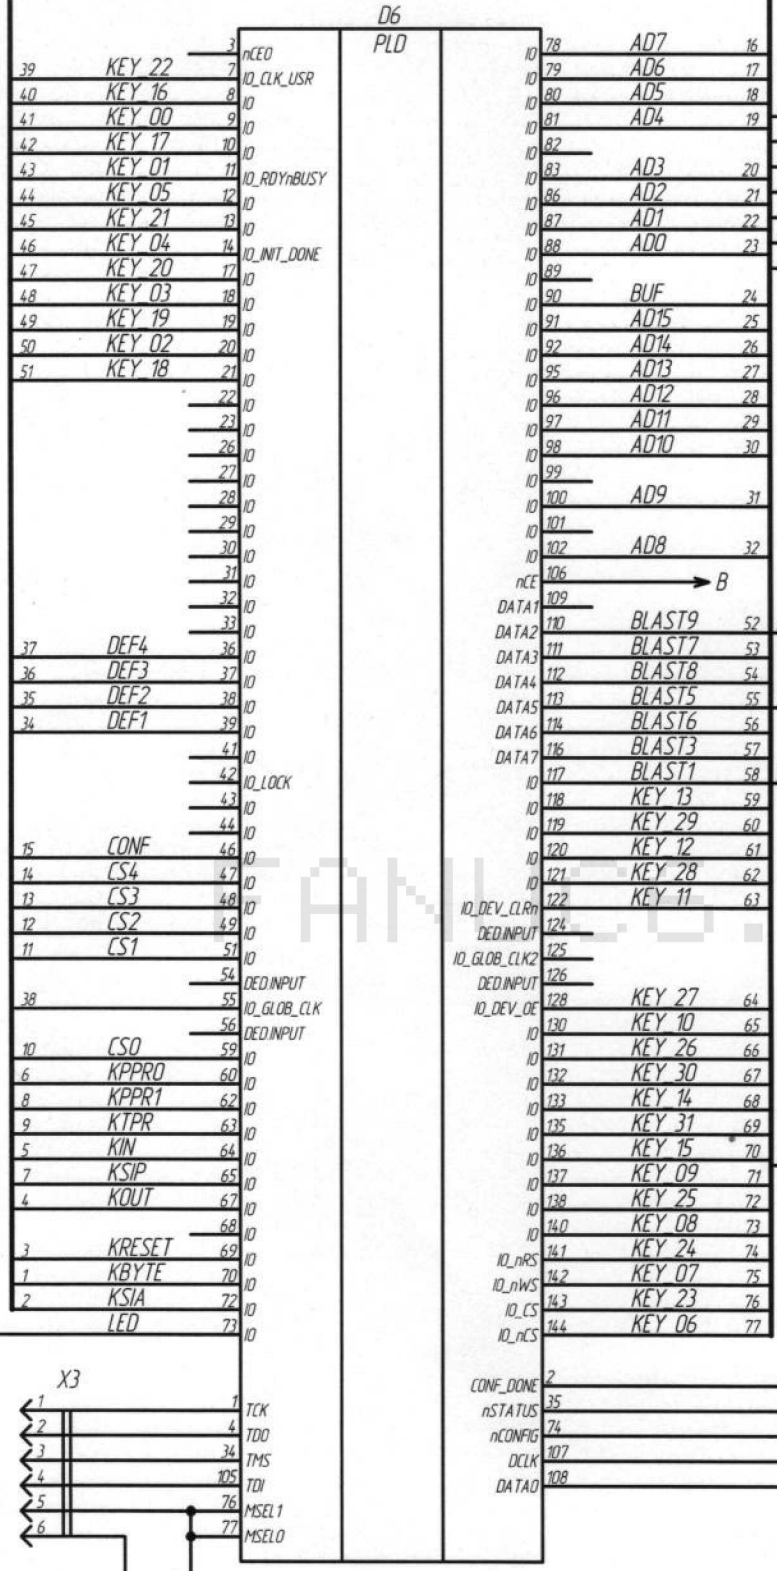 D6
PLD
3 nCEO
39 KEY_22 7 IO_CLK_USR
40 KEY_16 8 IO
41 KEY_00 9 IO
42 KEY_17 10 IO
43 KEY_01 11 IO_RDYnBUSY
44 KEY_05 12 IO
45 KEY_21 13 IO
46 KEY_04 14 IO_INIT_DONE
47 KEY_20 17 IO
48 KEY_03 18 IO
49 KEY_19 19 IO
50 KEY_02 20 IO
51 KEY_18 21 IO
22 IO
23 IO
26 IO
27 IO
28 IO
29 IO
30 IO
31 IO
32 IO
33 IO
37 DEF4 36 IO
36 DEF3 37 IO
35 DEF2 38 IO
34 DEF1 39 IO
41 IO
42 IO_LOCK
43 IO
44 IO
15 CONF 46 IO
14 CS4 47 IO
13 CS3 48 IO
12 CS2 49 IO
11 CS1 51 IO
54 DED.INPUT
38 55 IO_GLOB_CLK
56 DED.INPUT
10 CS0 59 IO
6 KPPR0 60 IO
8 KPPR1 62 IO
9 KTPR 63 IO
5 KIN 64 IO
7 KSIP 65 IO
4 KOUT 67 IO
68 IO
3 KRESET 69 IO
1 KBYTE 70 IO
2 KSIA 72 IO
LED 73 IO
X3
1 1 TCK
2 4 TDO
3 34 TMS
4 105 TDI
5 76 MSEL1
6 77 MSEL0
IO 78 AD7 16
IO 79 AD6 17
IO 80 AD5 18
IO 81 AD4 19
IO 82
IO 83 AD3 20
IO 86 AD2 21
IO 87 AD1 22
IO 88 AD0 23
IO 89
IO 90 BUF 24
IO 91 AD15 25
IO 92 AD14 26
IO 95 AD13 27
IO 96 AD12 28
IO 97 AD11 29
IO 98 AD10 30
IO 99
IO 100 AD9 31
IO 101
IO 102 AD8 32
nCE 106 B
DATA1 109
DATA2 110 BLAST9 52
DATA3 111 BLAST7 53
DATA4 112 BLAST8 54
DATA5 113 BLAST5 55
DATA6 114 BLAST6 56
DATA7 116 BLAST3 57
IO 117 BLAST1 58
IO 118 KEY_13 59
IO 119 KEY_29 60
IO 120 KEY_12 61
IO 121 KEY_28 62
IO_DEV_CLRn 122 KEY_11 63
DED.INPUT 124
IO_GLOB_CLK2 125
DED.INPUT 126
IO_DEV_OE 128 KEY_27 64
IO 130 KEY_10 65
IO 131 KEY_26 66
IO 132 KEY_30 67
IO 133 KEY_14 68
IO 135 KEY_31 69
IO 136 KEY_15 70
IO 137 KEY_09 71
IO 138 KEY_25 72
IO 140 KEY_08 73
IO_nRS 141 KEY_24 74
IO_nWS 142 KEY_07 75
IO_CS 143 KEY_23 76
IO_nCS 144 KEY_06 77
CONF_DONE 2
nSTATUS 35
nCONFIG 74
DCLK 107
DATA0 108